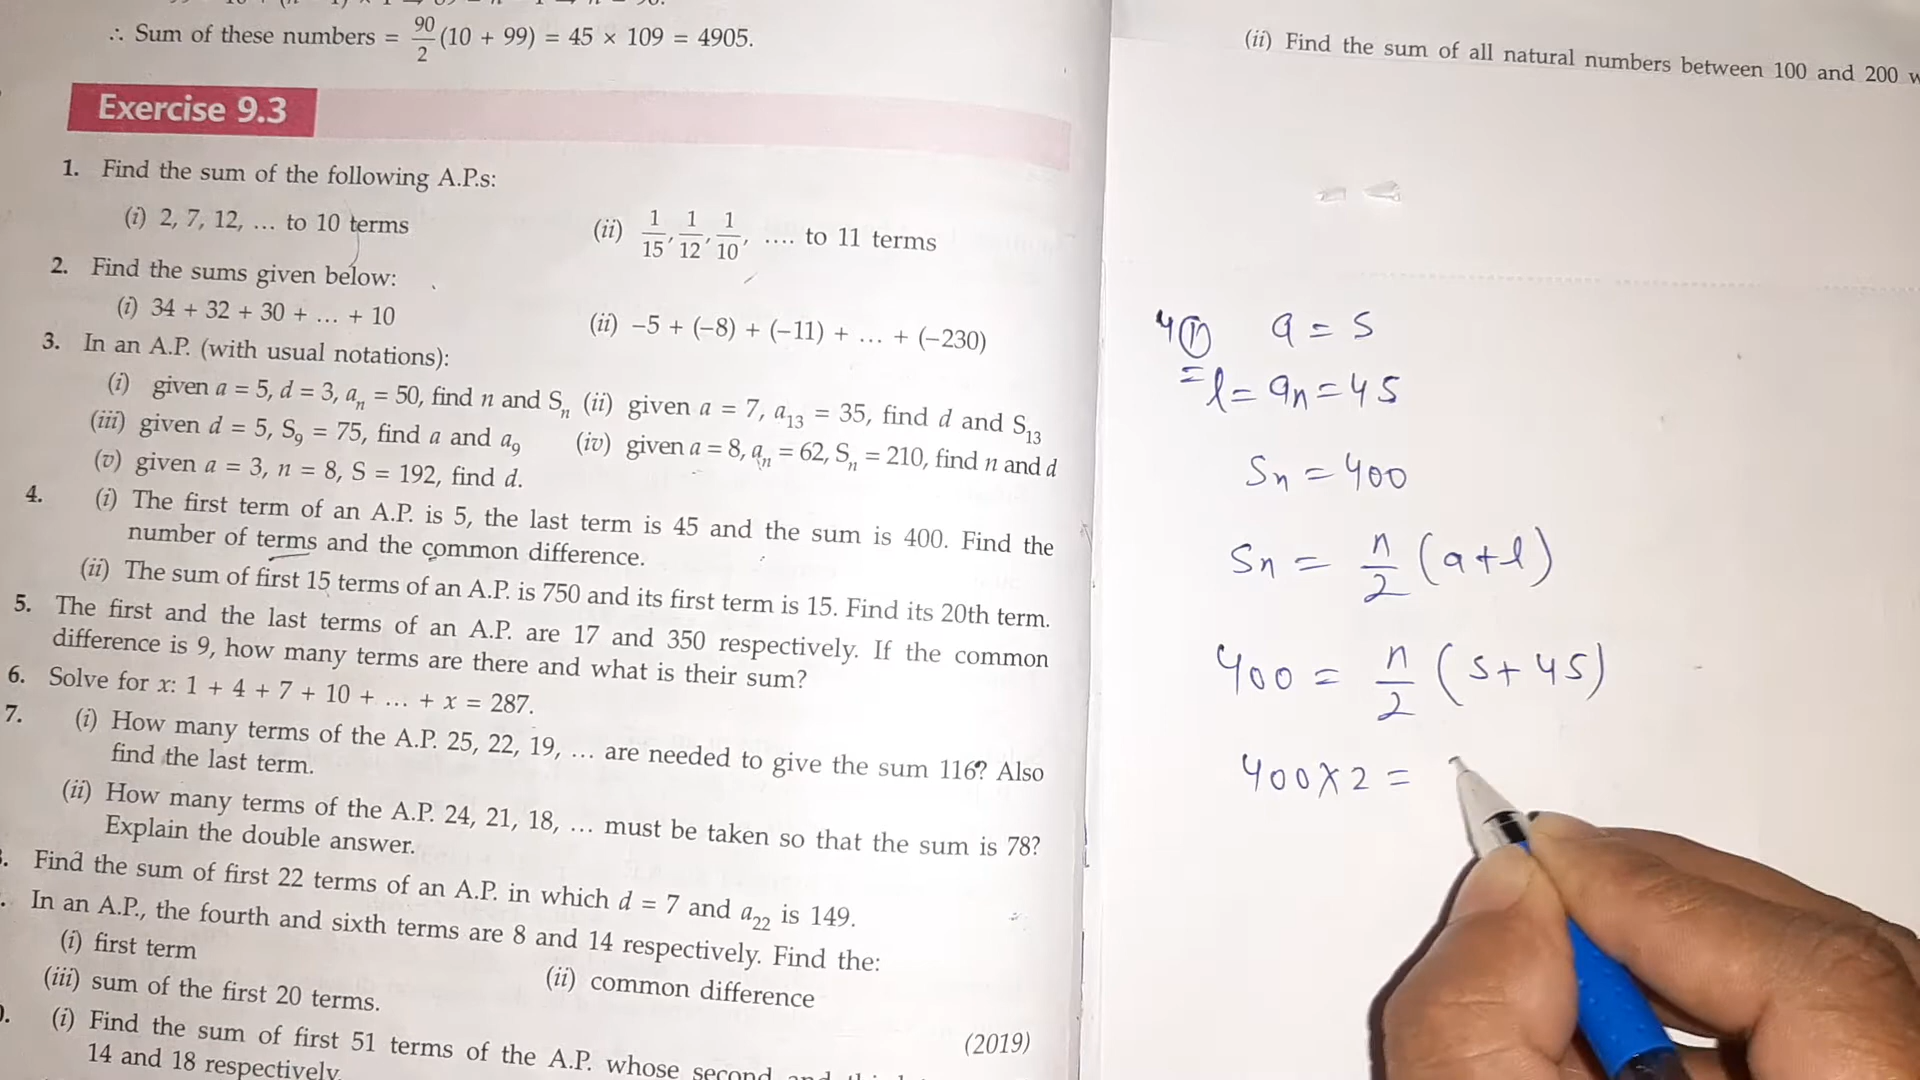 ∴ Sum of these numbers = 90/2 (10 + 99) = 45 × 109 = 4905.
Exercise 9.3
1. Find the sum of the following A.P.s:
(i) 2, 7, 12, ... to 10 terms (ii) 1/15, 1/12, 1/10, .... to 11 terms
2. Find the sums given below:
(i) 34 + 32 + 30 + ... + 10 (ii) −5 + (−8) + (−11) + ... + (−230)
3. In an A.P. (with usual notations):
(i) given a = 5, d = 3, aₙ = 50, find n and Sₙ (ii) given a = 7, a₁₃ = 35, find d and S₁₃
(iii) given d = 5, S₉ = 75, find a and a₉ (iv) given a = 8, aₙ = 62, Sₙ = 210, find n and d
(v) given a = 3, n = 8, S = 192, find d.
4. (i) The first term of an A.P. is 5, the last term is 45 and the sum is 400. Find the
number of terms and the common difference.
(ii) The sum of first 15 terms of an A.P. is 750 and its first term is 15. Find its 20th term.
5. The first and the last terms of an A.P. are 17 and 350 respectively. If the common
difference is 9, how many terms are there and what is their sum?
6. Solve for x: 1 + 4 + 7 + 10 + ... + x = 287.
7. (i) How many terms of the A.P. 25, 22, 19, ... are needed to give the sum 116? Also
find the last term.
(ii) How many terms of the A.P. 24, 21, 18, ... must be taken so that the sum is 78?
Explain the double answer.
Find the sum of first 22 terms of an A.P. in which d = 7 and a₂₂ is 149.
In an A.P., the fourth and sixth terms are 8 and 14 respectively. Find the:
(i) first term (ii) common difference
(iii) sum of the first 20 terms. (2019)
(i) Find the sum of first 51 terms of the A.P. whose second and
14 and 18 respectively.
(ii) Find the sum of all natural numbers between 100 and 200
4 (i) a = 5
= l = aₙ = 45
Sₙ = 400
Sₙ = n/2 (a + l)
400 = n/2 (5 + 45)
400 × 2 =